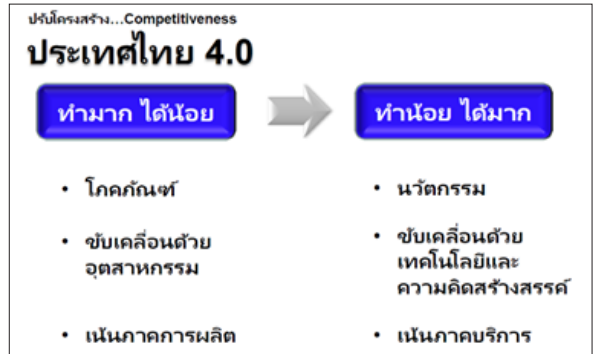 ปรับโครงสร้าง...Competitiveness
ประเทศไทย 4.0
ทำมาก ได้น้อย
ทำน้อย ได้มาก
• โภคภัณฑ์
• ขับเคลื่อนด้วย
อุตสาหกรรม
• เน้นภาคการผลิต
• นวัตกรรม
• ขับเคลื่อนด้วย
เทคโนโลยีและ
ความคิดสร้างสรรค์
• เน้นภาคบริการ